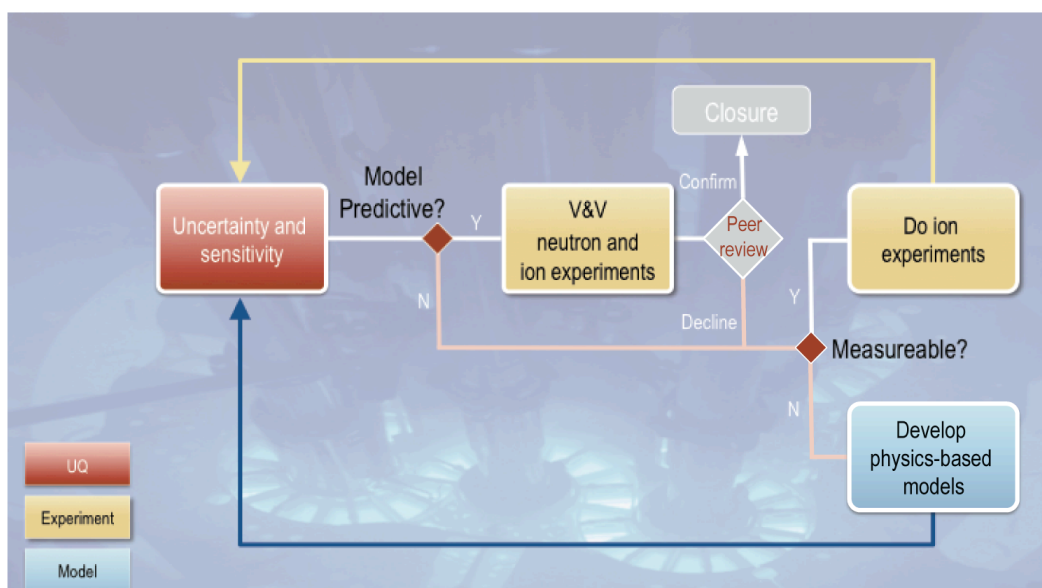 Closure
Model
Predictive?
Confirm
Uncertainty and
sensitivity
Y
V&V
neutron and
ion experiments
Peer
review
Do ion
experiments
N
Decline
Y
Measureable?
N
Develop
physics-based
models
UQ
Experiment
Model